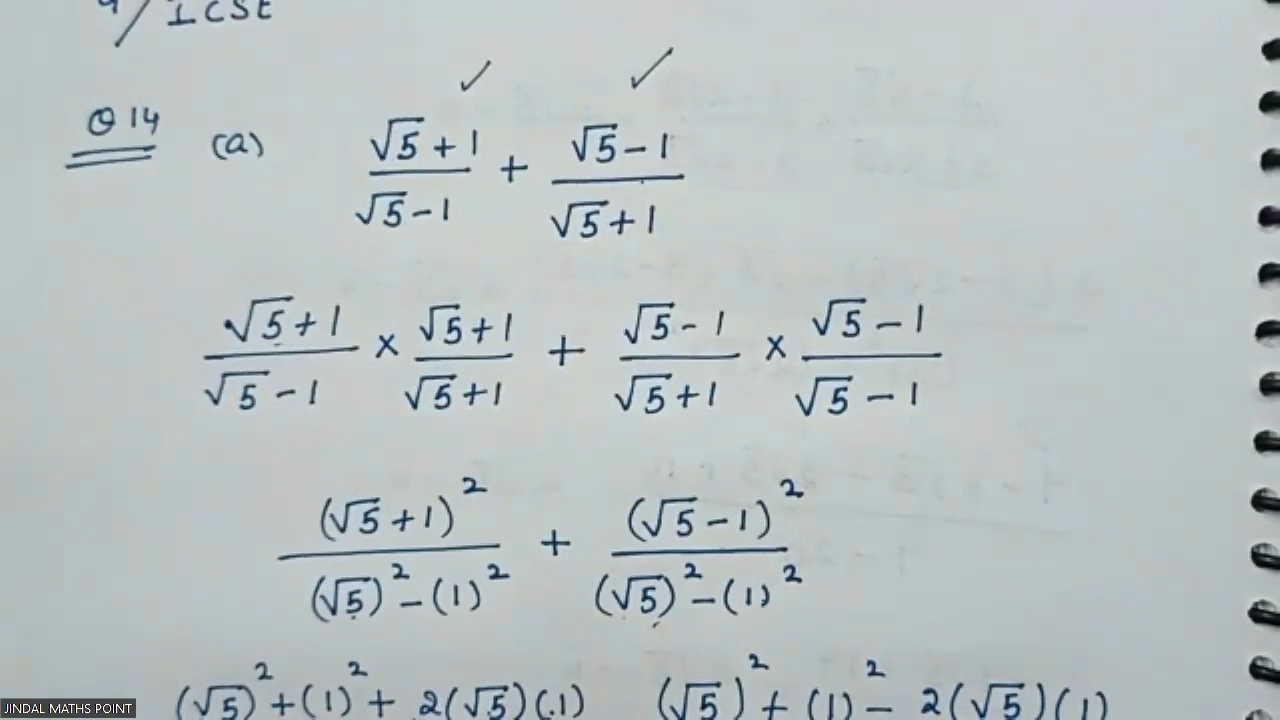 9/ICSE
Q14 (a) (√5+1)/(√5-1) + (√5-1)/(√5+1)
(√5+1)/(√5-1) × (√5+1)/(√5+1) + (√5-1)/(√5+1) × (√5-1)/(√5-1)
(√5+1)²/((√5)²-(1)²) + (√5-1)²/((√5)²-(1)²)
(√5)²+(1)²+2(√5)(1) (√5)²+(1)²-2(√5)(1)
JINDAL MATHS POINT